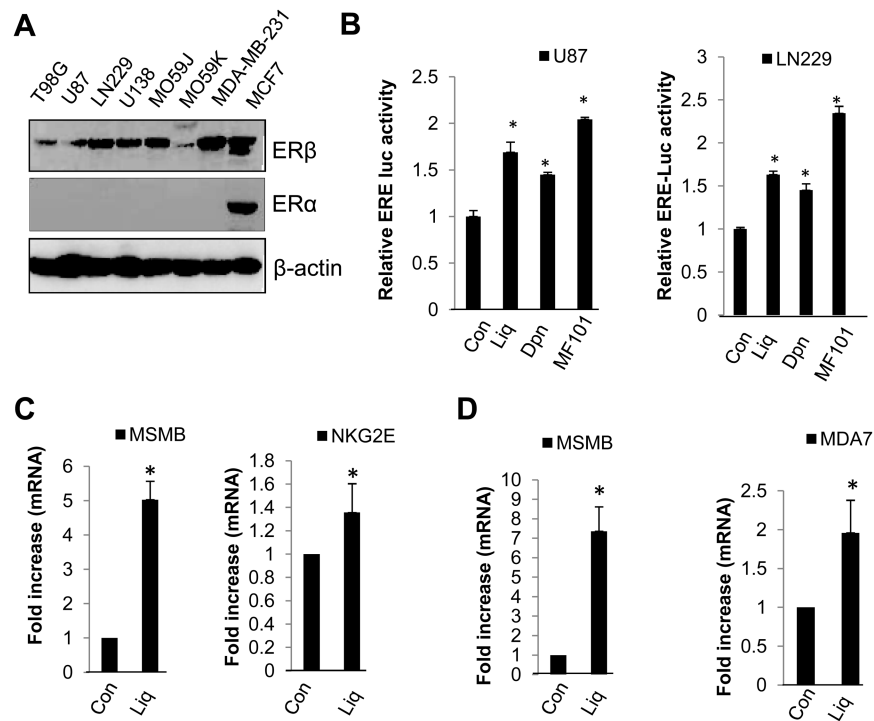 A
T98G
U87
LN229
U138
MO59J
MO59K
MDA-MB-231
MCF7
ERβ
ERα
β-actin
B
U87
Relative ERE luc activity
2.5
2
1.5
1
0.5
0
*
*
*
Con
Liq
Dpn
MF101
LN229
Relative ERE-Luc activity
3
2.5
2
1.5
1
0.5
0
*
*
*
Con
Liq
Dpn
MF101
C
MSMB
Fold increase (mRNA)
6
5
4
3
2
1
0
*
Con
Liq
NKG2E
Fold increase (mRNA)
1.8
1.6
1.4
1.2
1
0.8
0.6
0.4
0.2
0
*
Con
Liq
D
MSMB
Fold increase (mRNA)
10
9
8
7
6
5
4
3
2
1
0
*
Con
Liq
MDA7
Fold increase (mRNA)
2.5
2
1.5
1
0.5
0
*
Con
Liq